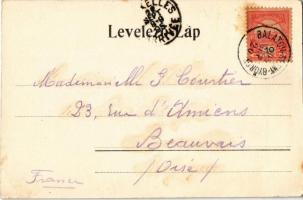 Levelező-Lap
Mademoiselle G. Courtier
23, Rue d'Amiens
Beauvais
(Oise)
France